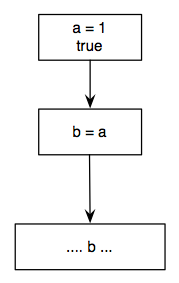 a = 1
true
b = a
.... b ...